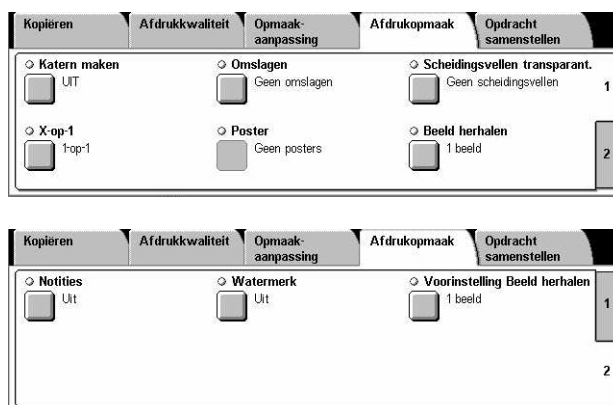 Kopiëren Afdrukkwaliteit Opmaak- Afdrukopmaak Opdracht
aanpassing samenstellen
Katern maken Omslagen Scheidingsvellen transparant.
UIT Geen omslagen Geen scheidingsvellen 1
X-op-1 Poster Beeld herhalen
1-op-1 Geen posters 1 beeld 2
Kopiëren Afdrukkwaliteit Opmaak- Afdrukopmaak Opdracht
aanpassing samenstellen
Notities Watermerk Voorinstelling Beeld herhalen
Uit Uit 1 beeld 1
2